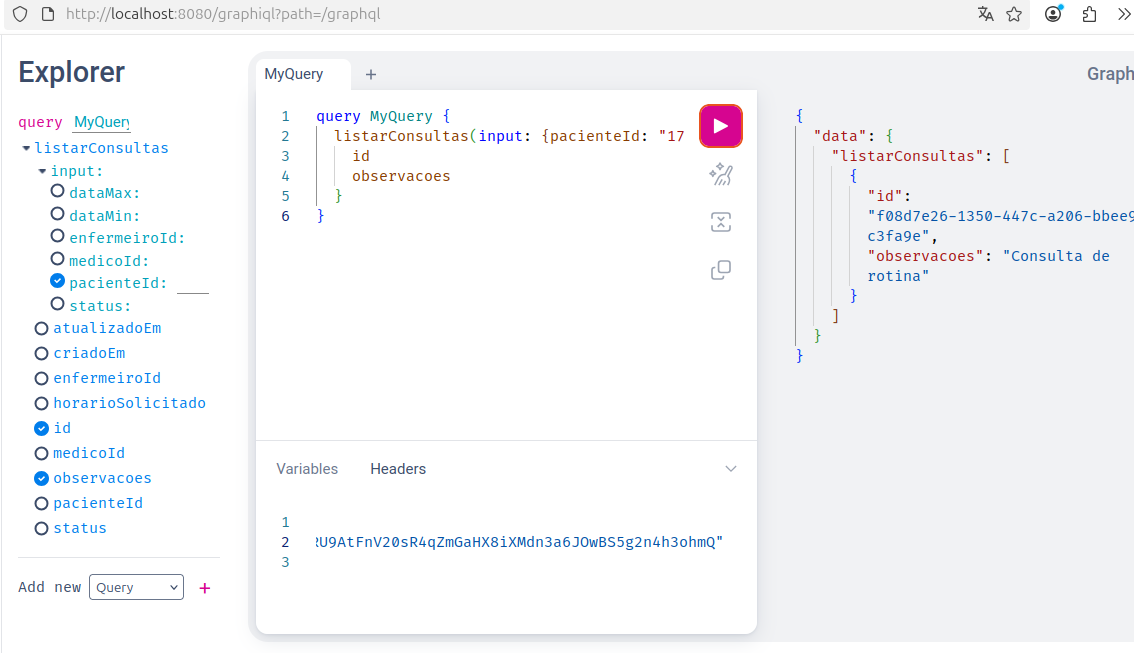 http://localhost:8080/graphiql?path=/graphql
Explorer
query MyQuery
listarConsultas
input:
dataMax:
dataMin:
enfermeiroId:
medicoId:
pacienteId:
status:
atualizadoEm
criadoEm
enfermeiroId
horarioSolicitado
id
medicoId
observacoes
pacienteId
status
Add new Query +
MyQuery +
1 query MyQuery {
2 listarConsultas(input: {pacienteId: "17
3 id
4 observacoes
5 }
6 }
Variables Headers
1
2 RU9AtFnV20sR4qZmGaHX8iXMdn3a6JOwBS5g2n4h3ohmQ"
3
Graph
{
"data": {
"listarConsultas": [
{
"id":
"f08d7e26-1350-447c-a206-bbee9
c3fa9e",
"observacoes": "Consulta de
rotina"
}
]
}
}